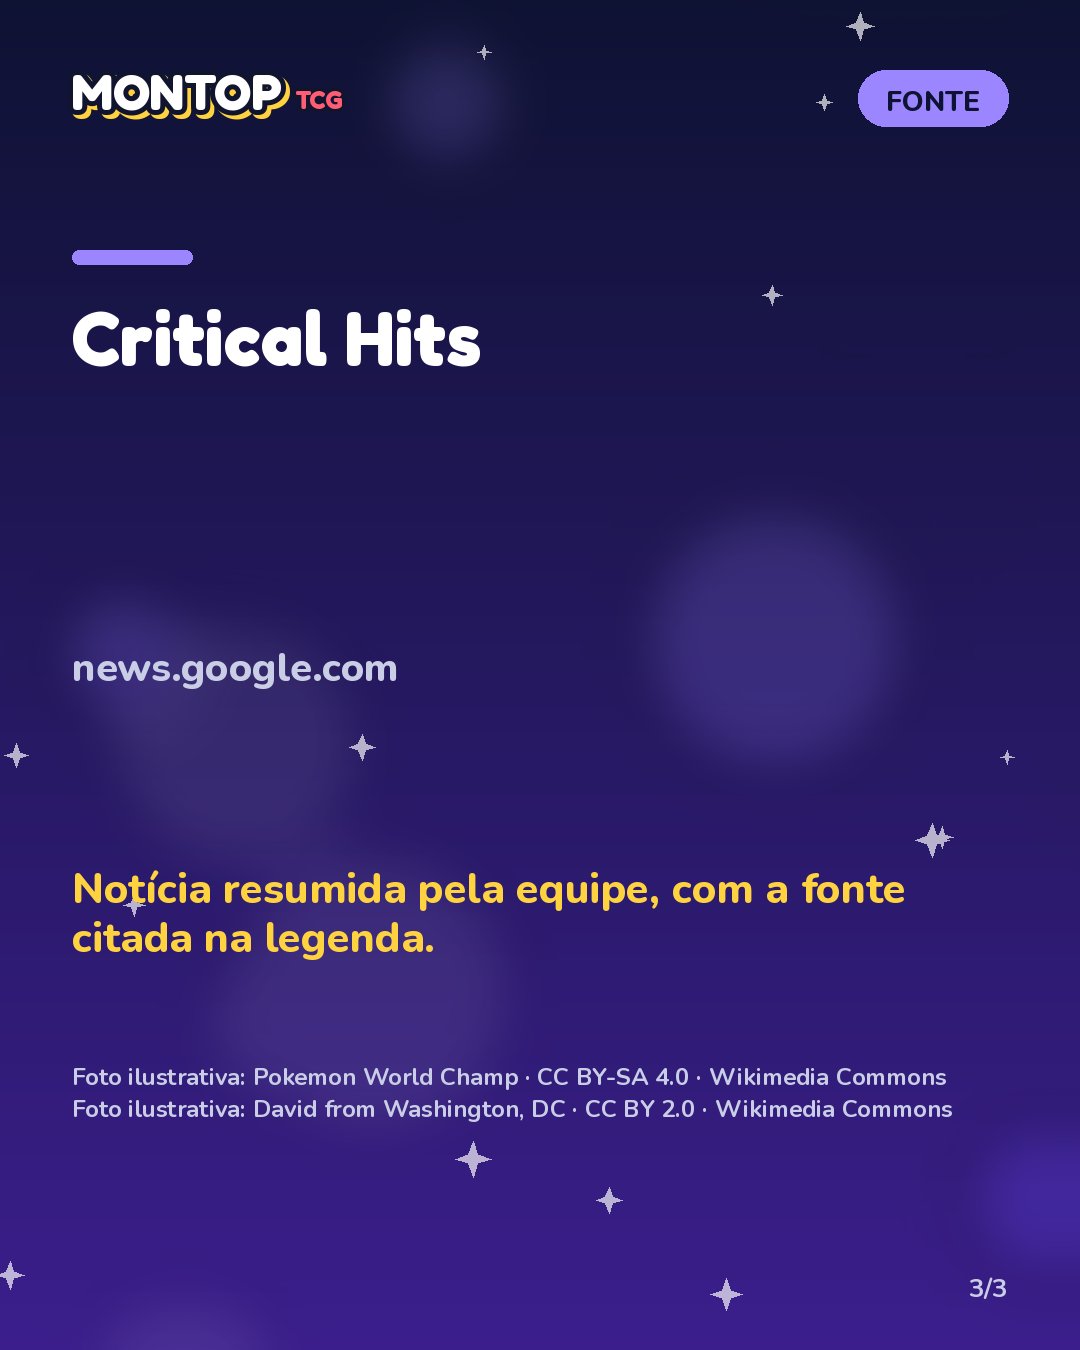 MONTOP TCG
FONTE
Critical Hits
news.google.com
Notícia resumida pela equipe, com a fonte
citada na legenda.
Foto ilustrativa: Pokemon World Champ · CC BY-SA 4.0 · Wikimedia Commons
Foto ilustrativa: David from Washington, DC · CC BY 2.0 · Wikimedia Commons
3/3